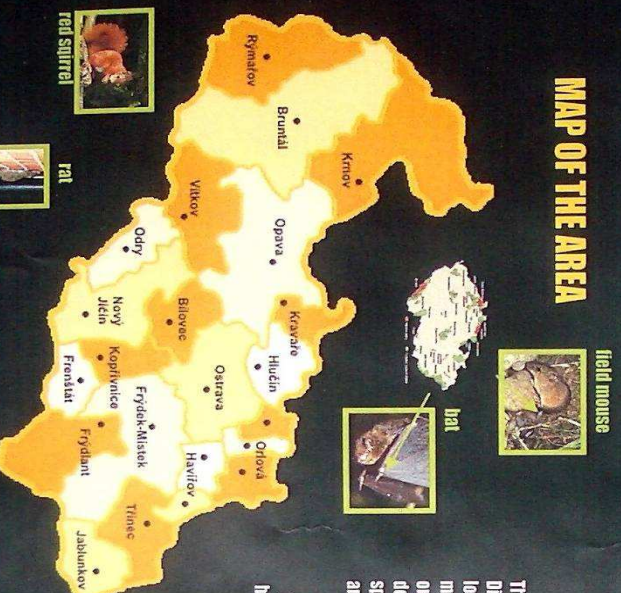 MAP OF THE AREA
field mouse
bat
Krnov
Rýmařov
Bruntál
Opava
Kravaře
Hlučín
Vítkov
Odry
Bílovec
Ostrava
Orlová
Havířov
Nový
Jičín
Kopřivnice
Frenštát
Frýdek-Místek
Frýdlant
Třinec
Jablunkov
red sqirrel
rat